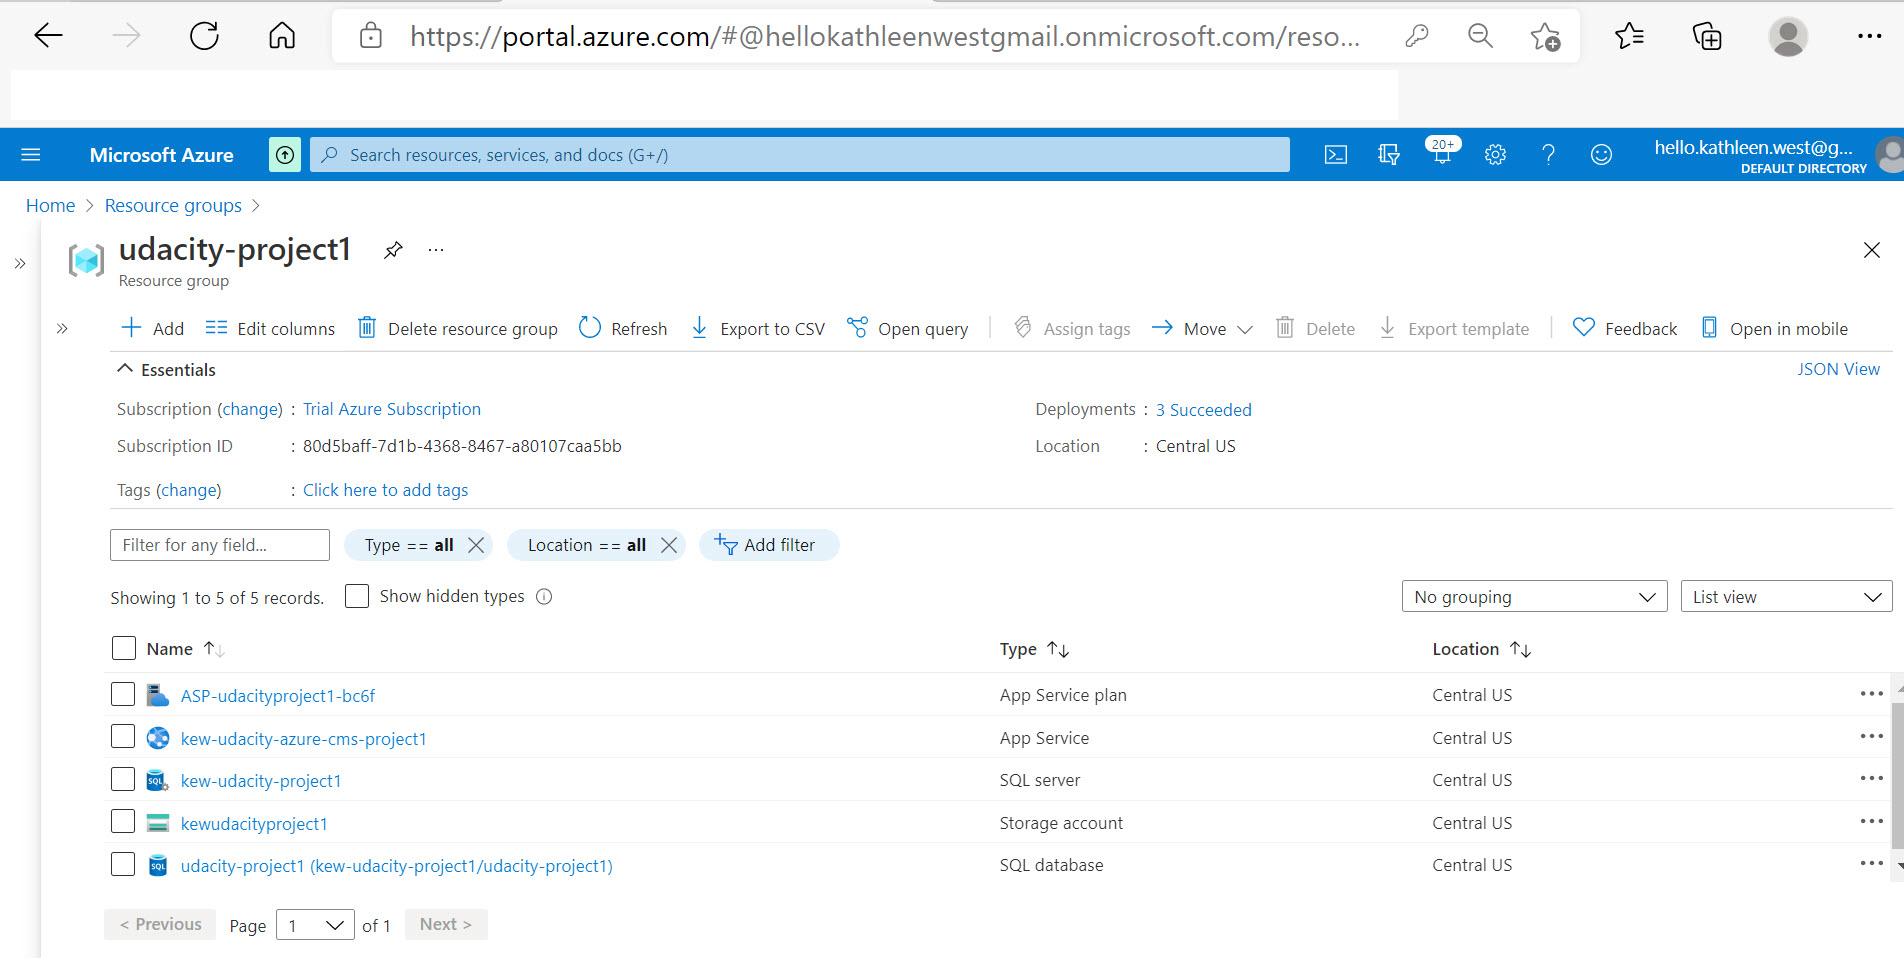 https://portal.azure.com/#@hellokathleenwestgmail.onmicrosoft.com/reso...
Microsoft Azure
Search resources, services, and docs (G+/)
20+
hello.kathleen.west@g...
DEFAULT DIRECTORY
Home > Resource groups >
udacity-project1
Resource group
Add Edit columns Delete resource group Refresh Export to CSV Open query Assign tags Move Delete Export template Feedback Open in mobile
Essentials JSON View
Subscription (change) : Trial Azure Subscription Deployments : 3 Succeeded
Subscription ID : 80d5baff-7d1b-4368-8467-a80107caa5bb Location : Central US
Tags (change) : Click here to add tags
Filter for any field... Type == all Location == all Add filter
Showing 1 to 5 of 5 records. Show hidden types No grouping List view
Name Type Location
ASP-udacityproject1-bc6f App Service plan Central US
kew-udacity-azure-cms-project1 App Service Central US
SQL kew-udacity-project1 SQL server Central US
kewudacityproject1 Storage account Central US
SQL udacity-project1 (kew-udacity-project1/udacity-project1) SQL database Central US
< Previous Page 1 of 1 Next >